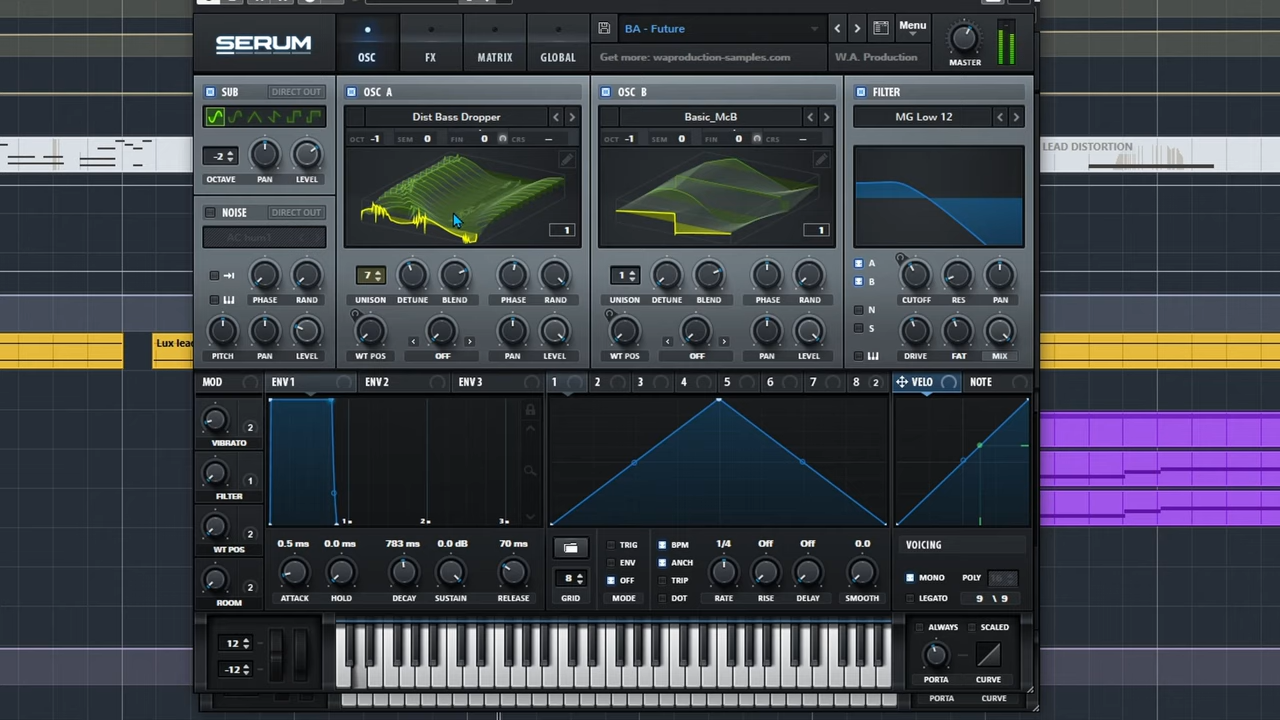 SERUM
OSC
FX
MATRIX
GLOBAL
BA - Future
Menu
Get more: waproduction-samples.com
W.A. Production
MASTER
SUB
DIRECT OUT
-2
OCTAVE
PAN
LEVEL
NOISE
DIRECT OUT
AC hum1
PHASE
RAND
PITCH
PAN
LEVEL
OSC A
Dist Bass Dropper
OCT -1 SEM 0 FIN 0 CRS --
1
7
UNISON
DETUNE
BLEND
PHASE
RAND
WT POS
OFF
PAN
LEVEL
OSC B
Basic_McB
OCT -1 SEM 0 FIN 0 CRS --
1
1
UNISON
DETUNE
BLEND
PHASE
RAND
WT POS
OFF
PAN
LEVEL
FILTER
MG Low 12
A
B
N
S
CUTOFF
RES
PAN
DRIVE
FAT
MIX
LEAD DISTORTION
Lux lea
MOD
ENV 1
ENV 2
ENV 3
1 2 3 4 5 6 7 8 2
VELO
NOTE
VIBRATO
2
FILTER
1
WT POS
2
ROOM
2
1s
2s
3s
0.5 ms
0.0 ms
783 ms
0.0 dB
70 ms
ATTACK
HOLD
DECAY
SUSTAIN
RELEASE
8
GRID
TRIG
ENV
OFF
MODE
BPM
ANCH
TRIP
DOT
1/4
Off
Off
0.0
RATE
RISE
DELAY
SMOOTH
VOICING
MONO
POLY
16
LEGATO
9 \ 9
12
-12
ALWAYS
SCALED
PORTA
CURVE
PORTA
CURVE